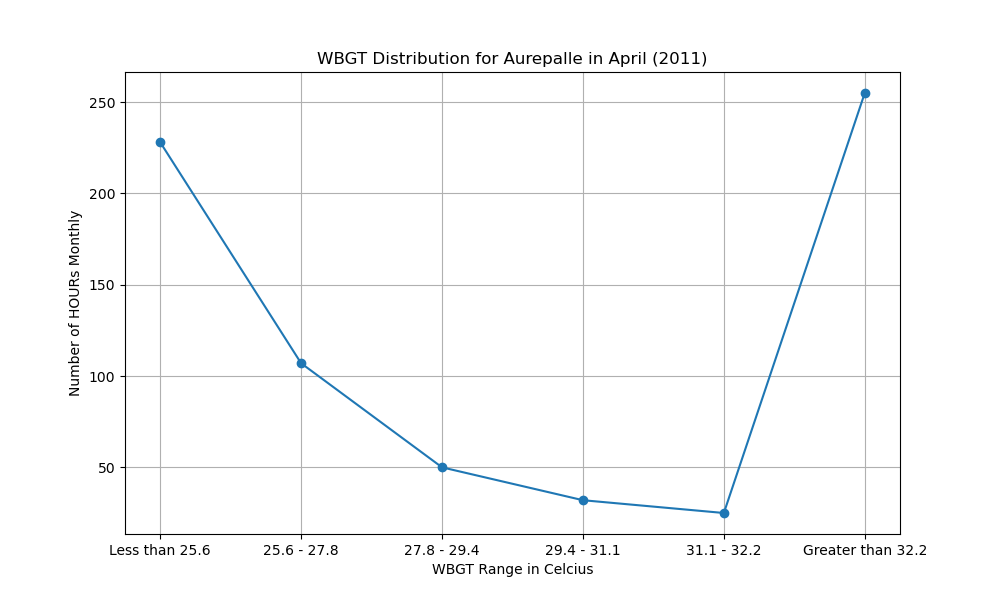 WBGT Distribution for Aurepalle in April (2011)
Number of HOURs Monthly
250
200
150
100
50
Less than 25.6
25.6 - 27.8
27.8 - 29.4
29.4 - 31.1
31.1 - 32.2
Greater than 32.2
WBGT Range in Celcius